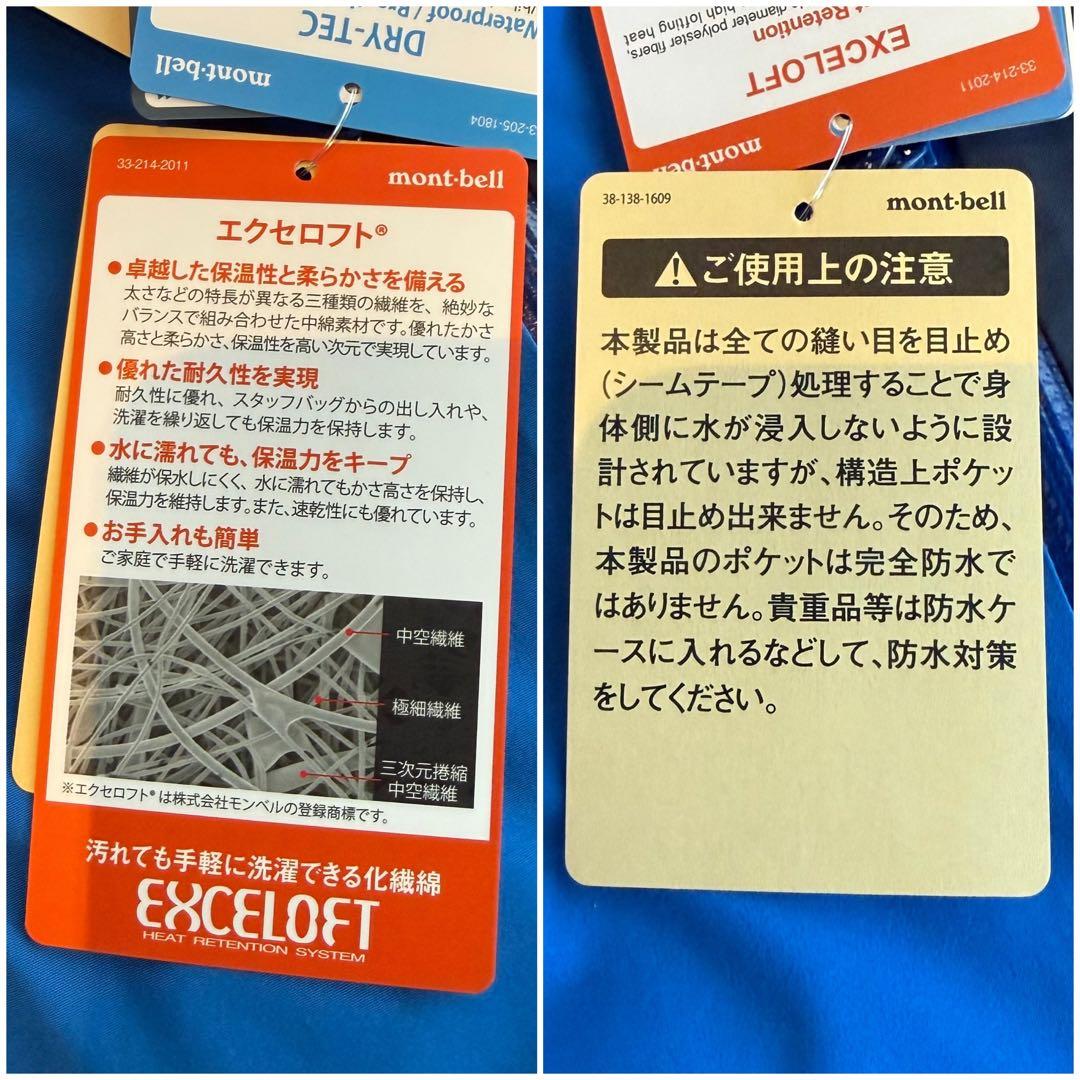 Waterproof / Br
DRY-TEC
mont-bell
3-205-1804
33-214-2011
mont-bell
エクセロフト®
●卓越した保温性と柔らかさを備える
太さなどの特長が異なる三種類の繊維を、絶妙な
バランスで組み合わせた中綿素材です。優れたかさ
高さと柔らかさ、保温性を高い次元で実現しています。
●優れた耐久性を実現
耐久性に優れ、スタッフバッグからの出し入れや、
洗濯を繰り返しても保温力を保持します。
●水に濡れても、保温力をキープ
繊維が保水しにくく、水に濡れてもかさ高さを保持し、
保温力を維持します。また、速乾性にも優れています。
●お手入れも簡単
ご家庭で手軽に洗濯できます。
中空繊維
極細繊維
三次元捲縮
中空繊維
※エクセロフト®は株式会社モンベルの登録商標です。
汚れても手軽に洗濯できる化繊綿
EXCELOFT
HEAT RETENTION SYSTEM
diameter polyester fibers,
high lofting
heat
Retention
EXCELOFT
33-214-2011
mont-bell
38-138-1609
mont-bell
⚠ご使用上の注意
本製品は全ての縫い目を目止め
(シームテープ)処理することで身
体側に水が浸入しないように設
計されていますが、構造上ポケッ
トは目止め出来ません。そのため、
本製品のポケットは完全防水で
はありません。貴重品等は防水ケ
ースに入れるなどして、防水対策
をしてください。